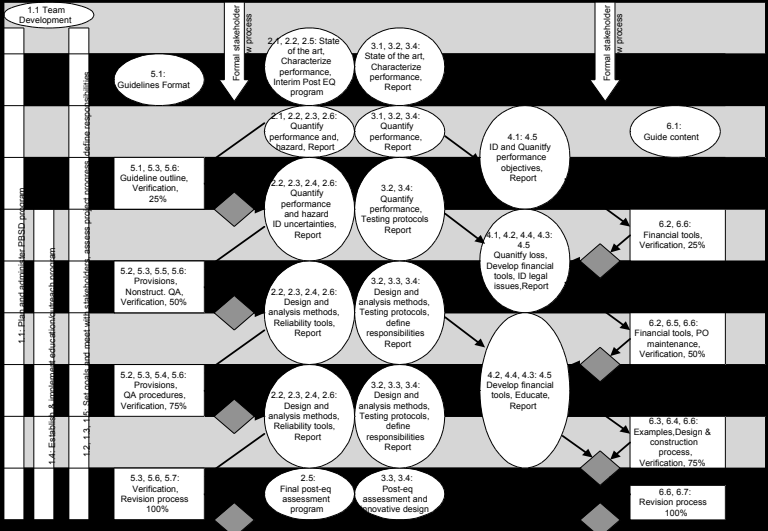 1.1 Team
Development
1.1: Plan and administer PBSD program
1.4: Establish & implement education/outreach program
1.2, 1.3, 1.5: Set goals and meet with stakeholders, assess project progress, define responsibilities
5.1:
Guidelines Format
5.1, 5.3, 5.6:
Guideline outline,
Verification,
25%
5.2, 5.3, 5.5, 5.6:
Provisions,
Nonstruct. QA,
Verification, 50%
5.2, 5.3, 5.4, 5.6:
Provisions,
QA procedures,
Verification, 75%
5.3, 5.6, 5.7:
Verification,
Revision process
100%
Formal stakeholder
process
2.1, 2.2, 2.5: State
of the art,
Characterize
performance,
Interim Post EQ
program
2.1, 2.2, 2.3, 2.6:
Quantify
performance and,
hazard, Report
2.2, 2.3, 2.4, 2.6:
Quantify
performance
and hazard
ID uncertainties,
Report
2.2, 2.3, 2.4, 2.6:
Design and
analysis methods,
Reliability tools,
Report
2.2, 2.3, 2.4, 2.6:
Design and
analysis methods,
Reliability tools,
Report
2.5:
Final post-eq
assessment
program
3.1, 3.2, 3.4:
State of the art,
Characterize
performance,
Report
3.1, 3.2, 3.4:
Quantify
performance,
Report
3.2, 3.4:
Quantify
performance,
Testing protocols
Report
3.2, 3.3, 3.4:
Design and
analysis methods,
Testing protocols,
define
responsibilities
Report
3.2, 3.3, 3.4:
Design and
analysis methods,
Testing protocols,
define
responsibilities
Report
3.3, 3.4:
Post-eq
assessment and
nnovative design
4.1: 4.5
ID and Quanitfy
performance
objectives,
Report
4.1, 4.2, 4.4, 4.3:
4.5
Quanitfy loss,
Develop financial
tools, ID legal
issues,Report
4.2, 4.4, 4.3: 4.5
Develop financial
tools, Educate,
Report
Formal stakeholder
process
6.1:
Guide content
6.2, 6.6:
Financial tools,
Verification, 25%
6.2, 6.5, 6.6:
Financial tools, PO
maintenance,
Verification, 50%
6.3, 6.4, 6.6:
Examples,Design &
construction
process,
Verification, 75%
6.6, 6.7:
Revision process
100%